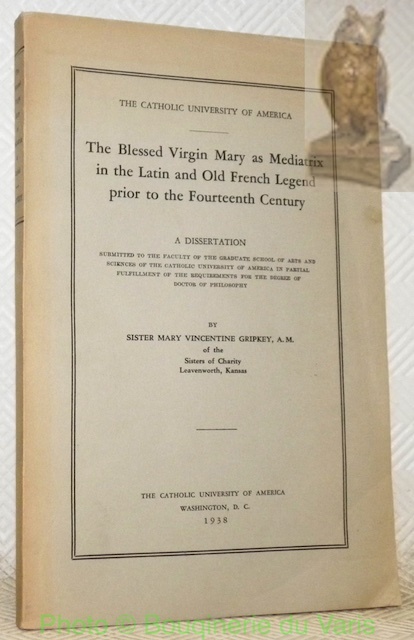 THE CATHOLIC UNIVERSITY OF AMERICA
The Blessed Virgin Mary as Mediatrix
in the Latin and Old French Legend
prior to the Fourteenth Century
A DISSERTATION
SUBMITTED TO THE FACULTY OF THE GRADUATE SCHOOL OF ARTS AND
SCIENCES OF THE CATHOLIC UNIVERSITY OF AMERICA IN PARTIAL
FULFILLMENT OF THE REQUIREMENTS FOR THE DEGREE OF
DOCTOR OF PHILOSOPHY
BY
SISTER MARY VINCENTINE GRIPKEY, A. M.
of the
Sisters of Charity
Leavenworth, Kansas
THE CATHOLIC UNIVERSITY OF AMERICA
WASHINGTON, D. C.
1938
Photo © Bouquinerie du Varis